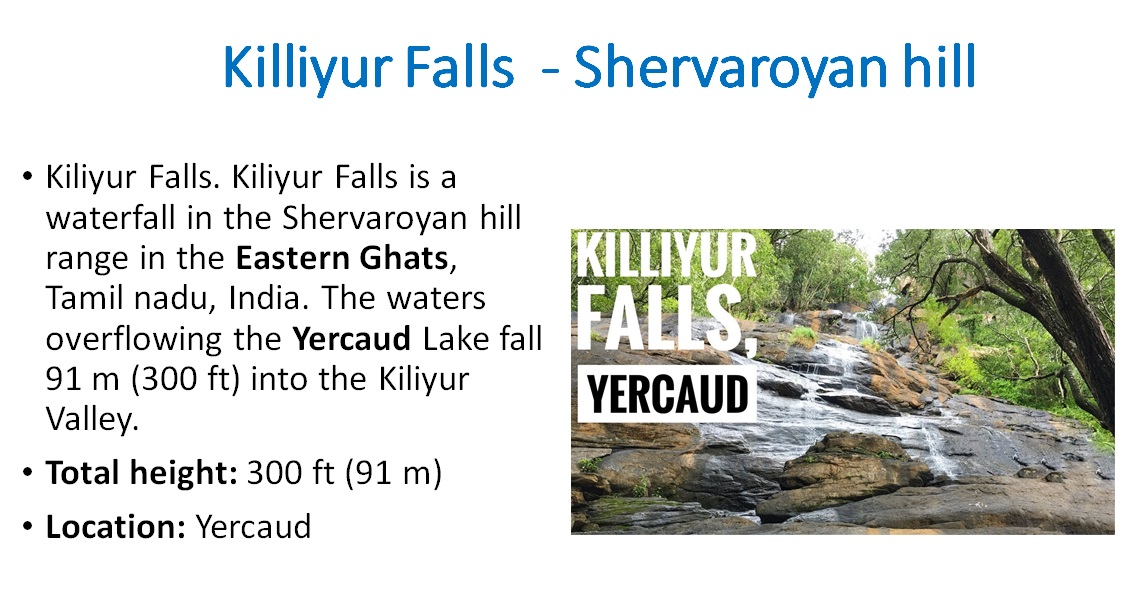 Killiyur Falls - Shervaroyan hill
• Kiliyur Falls. Kiliyur Falls is a
waterfall in the Shervaroyan hill
range in the Eastern Ghats,
Tamil nadu, India. The waters
overflowing the Yercaud Lake fall
91 m (300 ft) into the Kiliyur
Valley.
• Total height: 300 ft (91 m)
• Location: Yercaud
KILLIYUR
FALLS,
YERCAUD